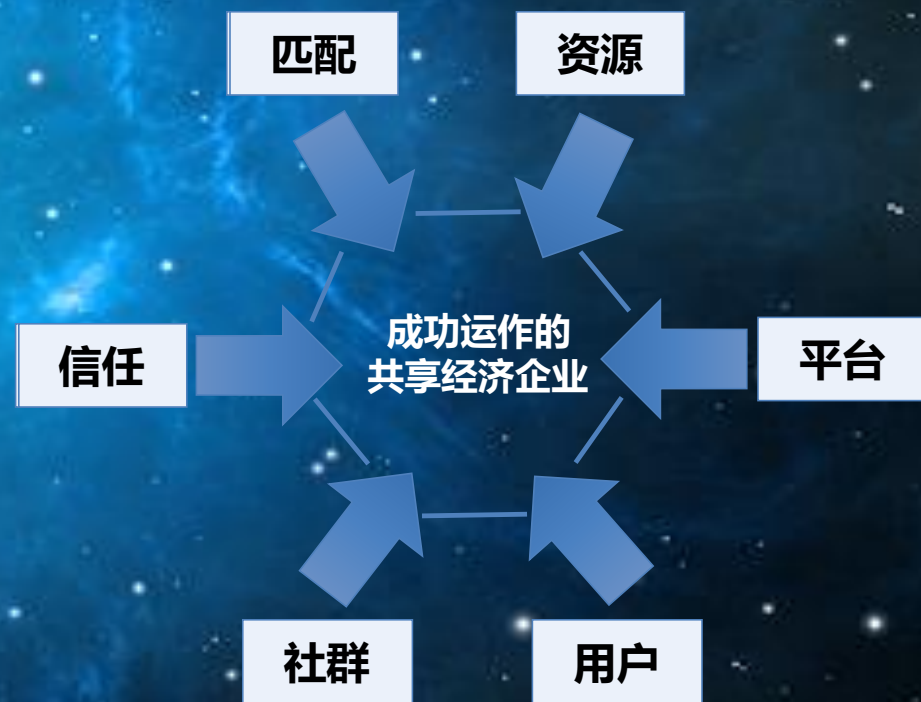 匹配
资源
信任
成功运作的
共享经济企业
平台
社群
用户